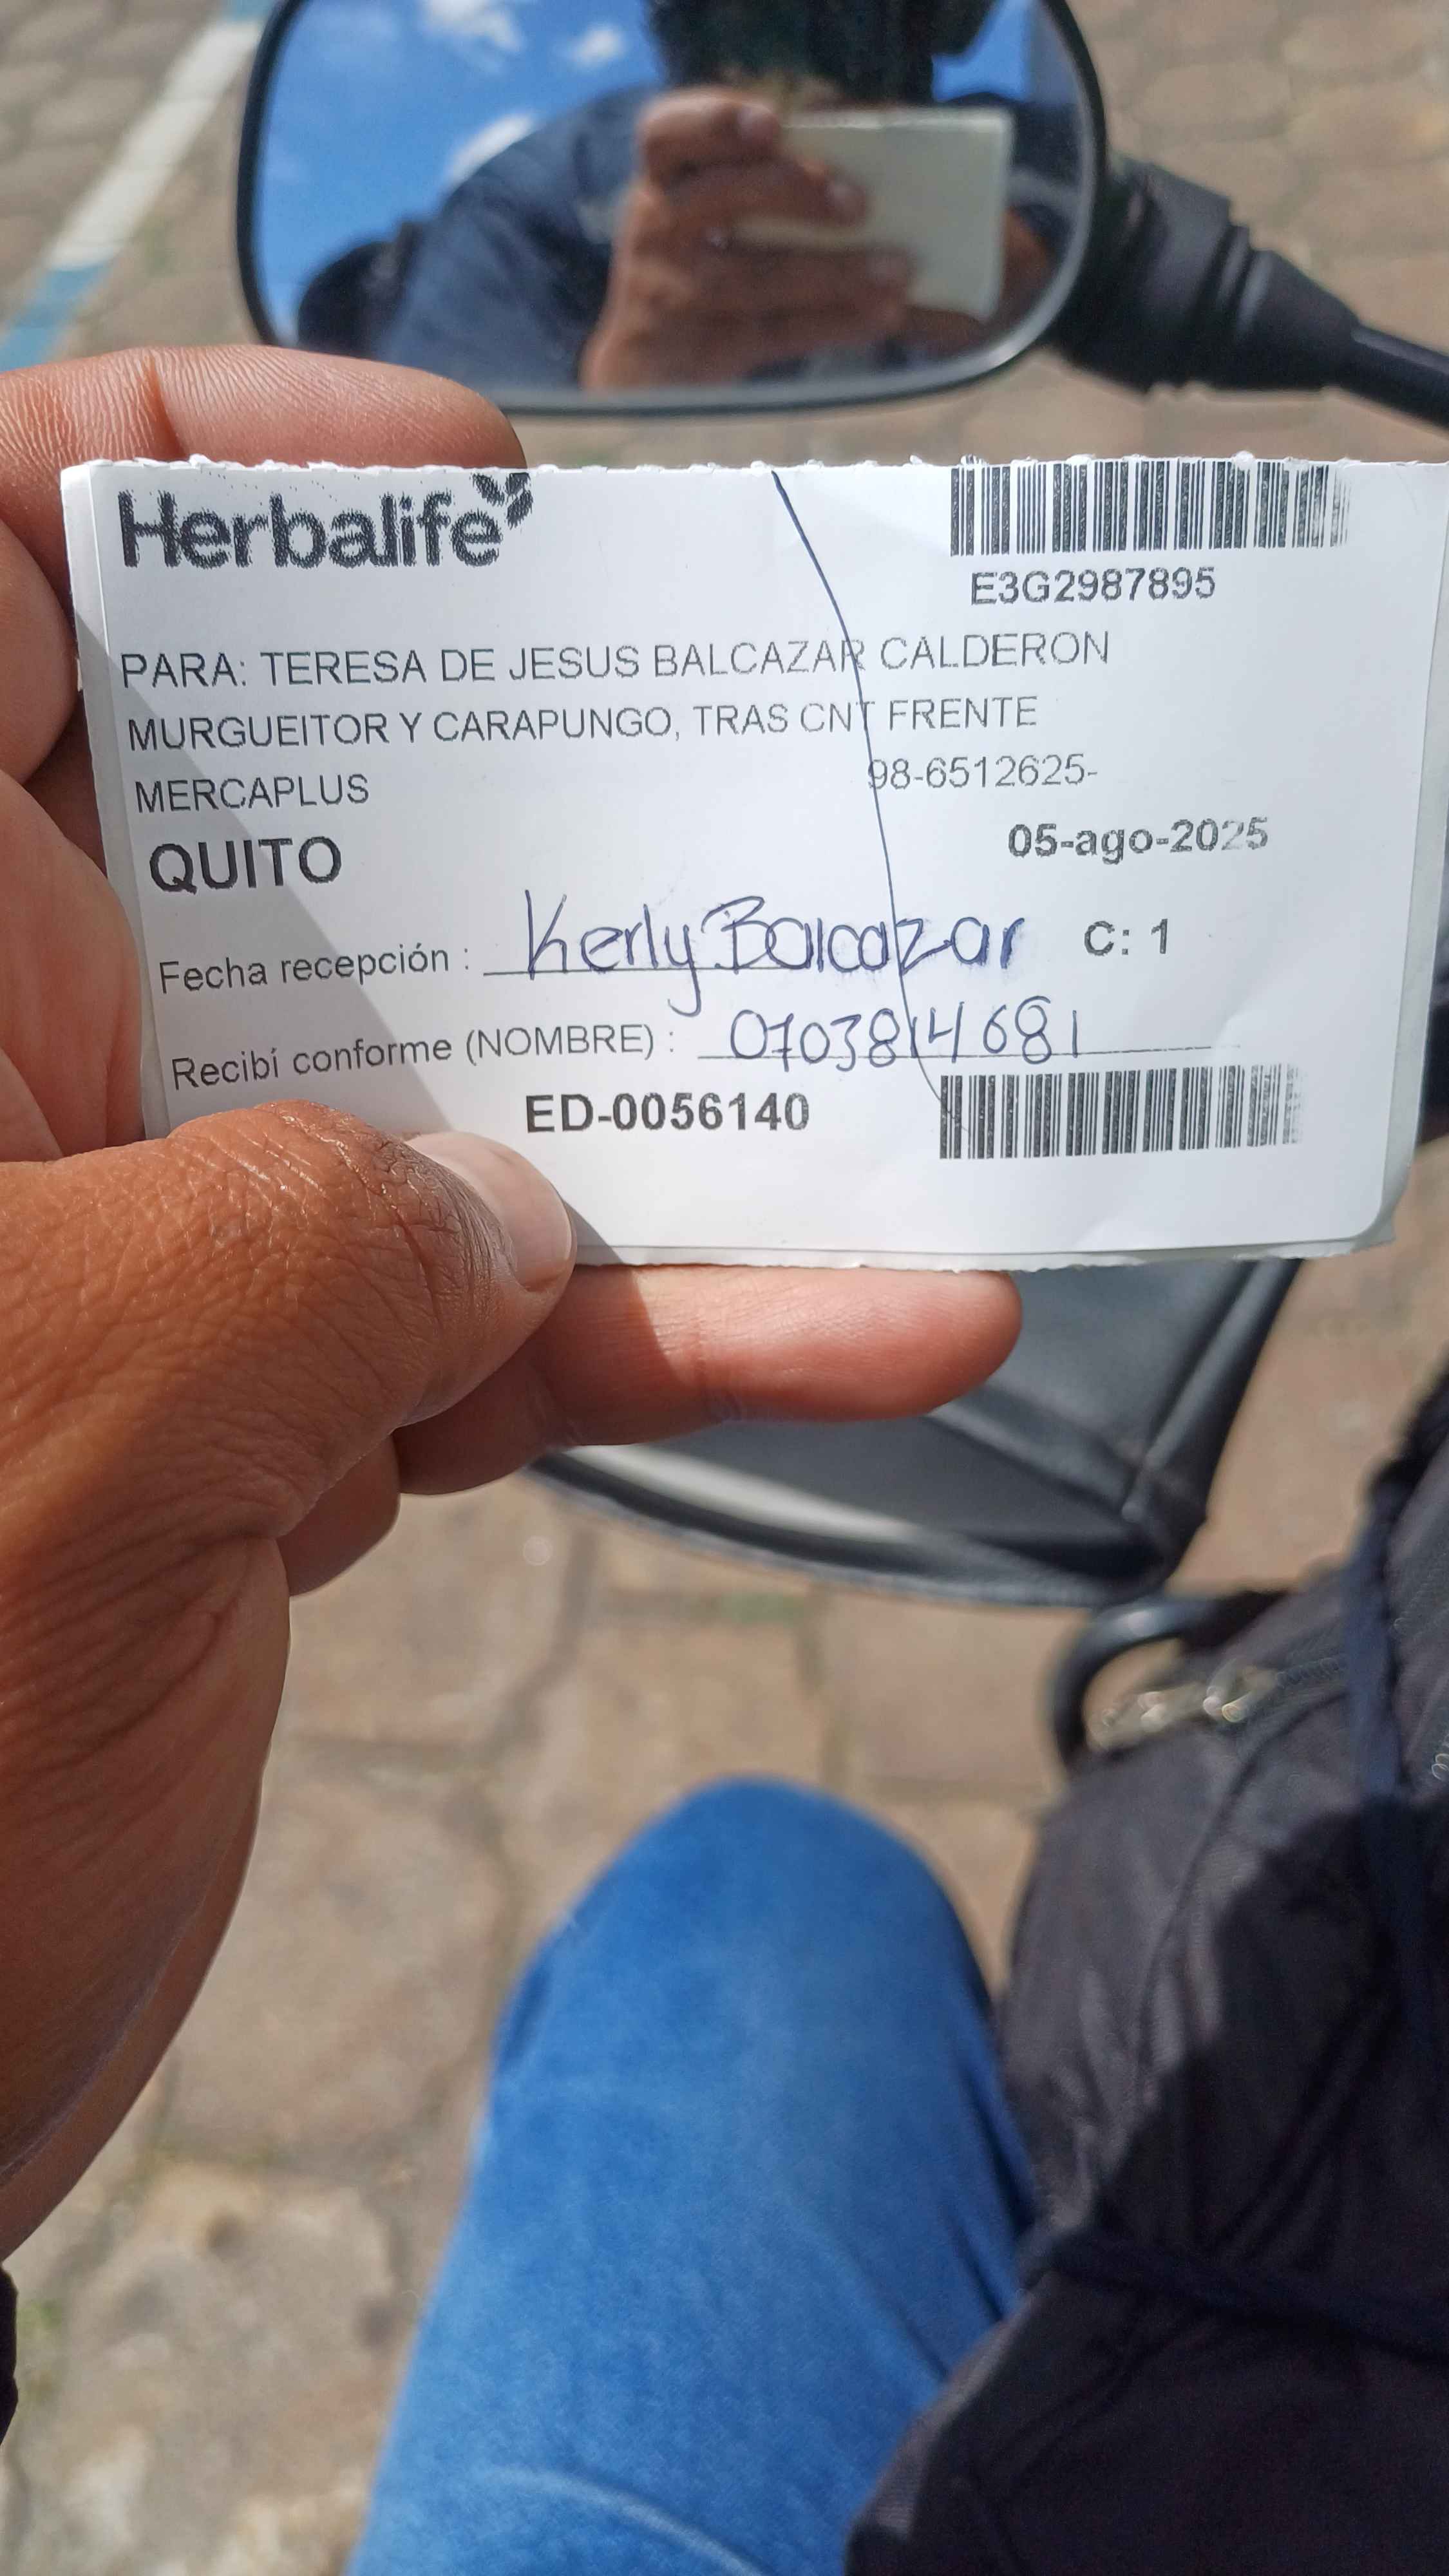 Herbalife
E3G2987895
PARA: TERESA DE JESUS BALCAZAR CALDERON
MURGUEITOR Y CARAPUNGO, TRAS CNT FRENTE
MERCAPLUS 98-6512625-
QUITO 05-ago-2025
Fecha recepción : Kerly Balcazar C: 1
Recibí conforme (NOMBRE) : 0703814681
ED-0056140